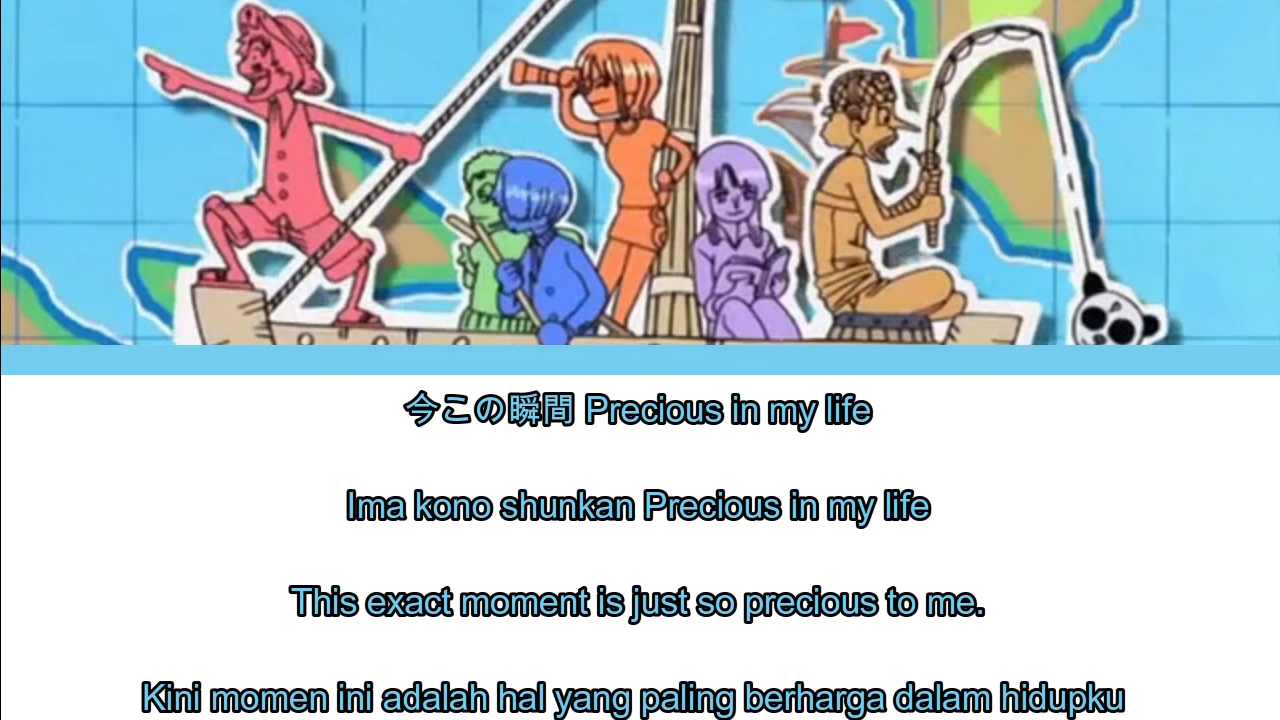 今この瞬間 Precious in my life
Ima kono shunkan Precious in my life
This exact moment is just so precious to me.
Kini momen ini adalah hal yang paling berharga dalam hidupku